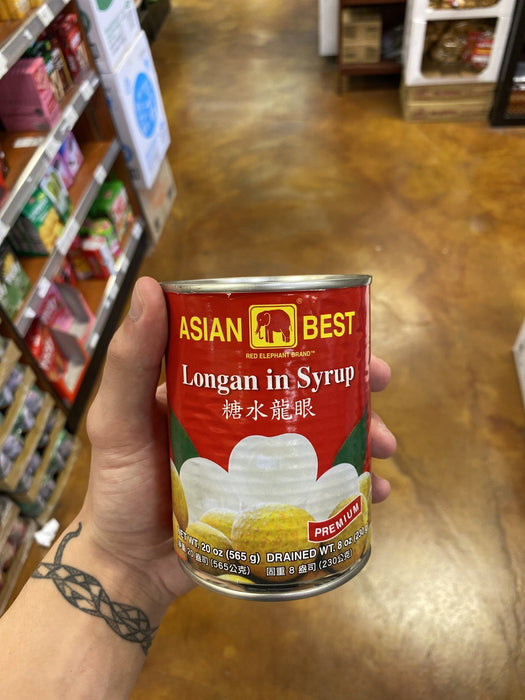 ASIAN BEST
®
RED ELEPHANT BRAND™
Longan in Syrup
糖水龍眼
PREMIUM
NET WT. 20 oz (565 g) DRAINED WT. 8 oz (230 g)
淨重 20 盎司 (565公克) 固重 8 盎司 (230公克)